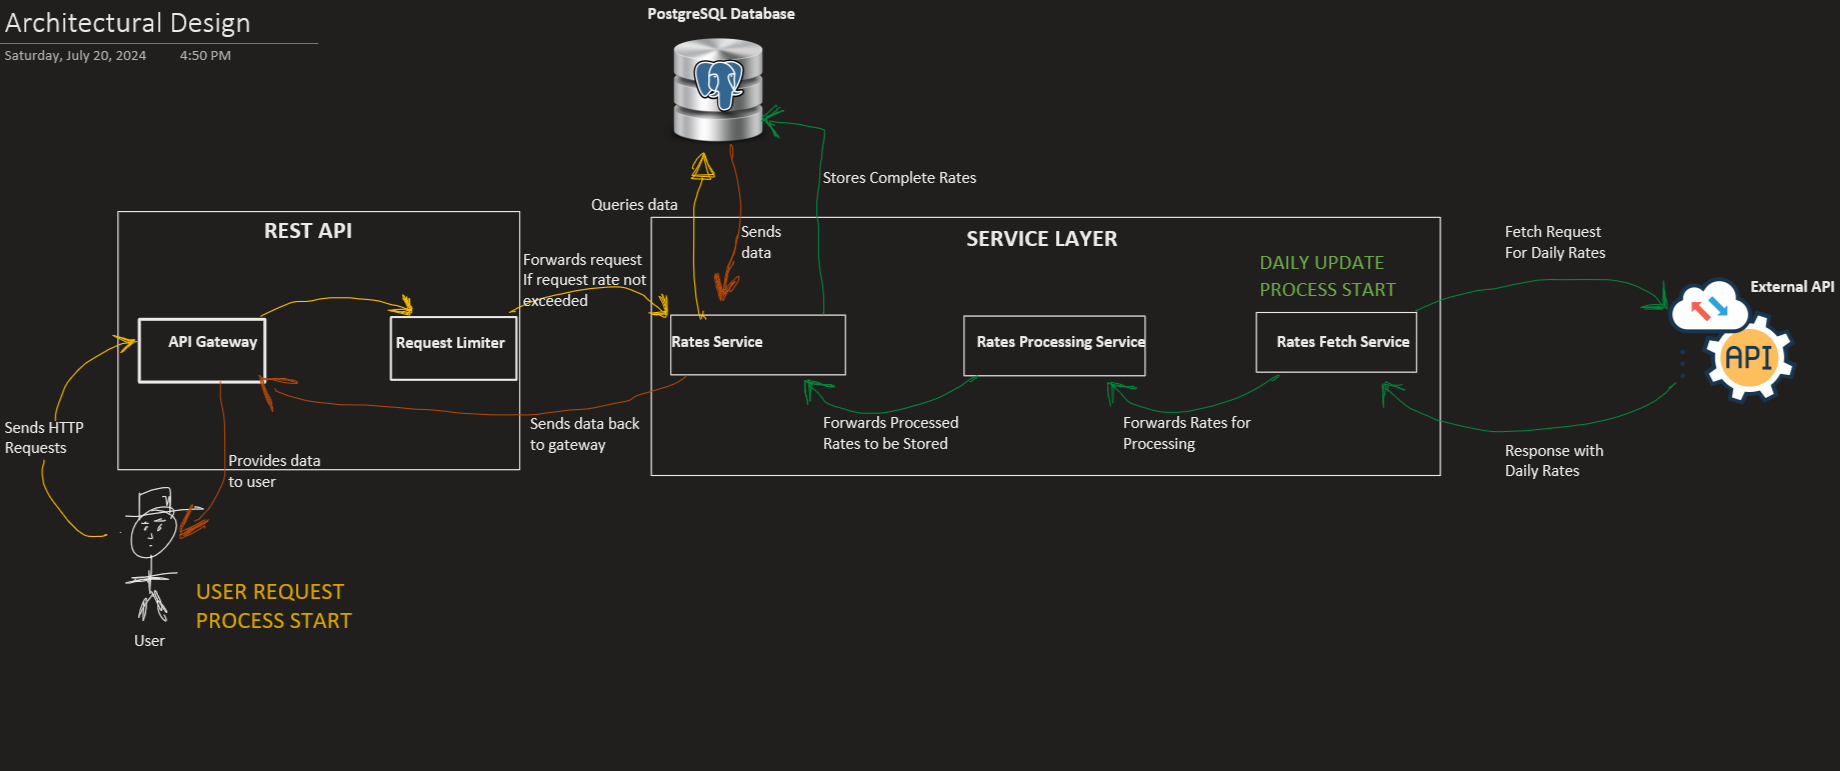 Architectural Design
Saturday, July 20, 2024 4:50 PM
PostgreSQL Database
Stores Complete Rates
Queries data
Sends
data
REST API
SERVICE LAYER
Forwards request
If request rate not
exceeded
DAILY UPDATE
PROCESS START
Fetch Request
For Daily Rates
External API
API
API Gateway
Request Limiter
Rates Service
Rates Processing Service
Rates Fetch Service
Sends HTTP
Requests
Provides data
to user
Sends data back
to gateway
Forwards Processed
Rates to be Stored
Forwards Rates for
Processing
Response with
Daily Rates
USER REQUEST
PROCESS START
User